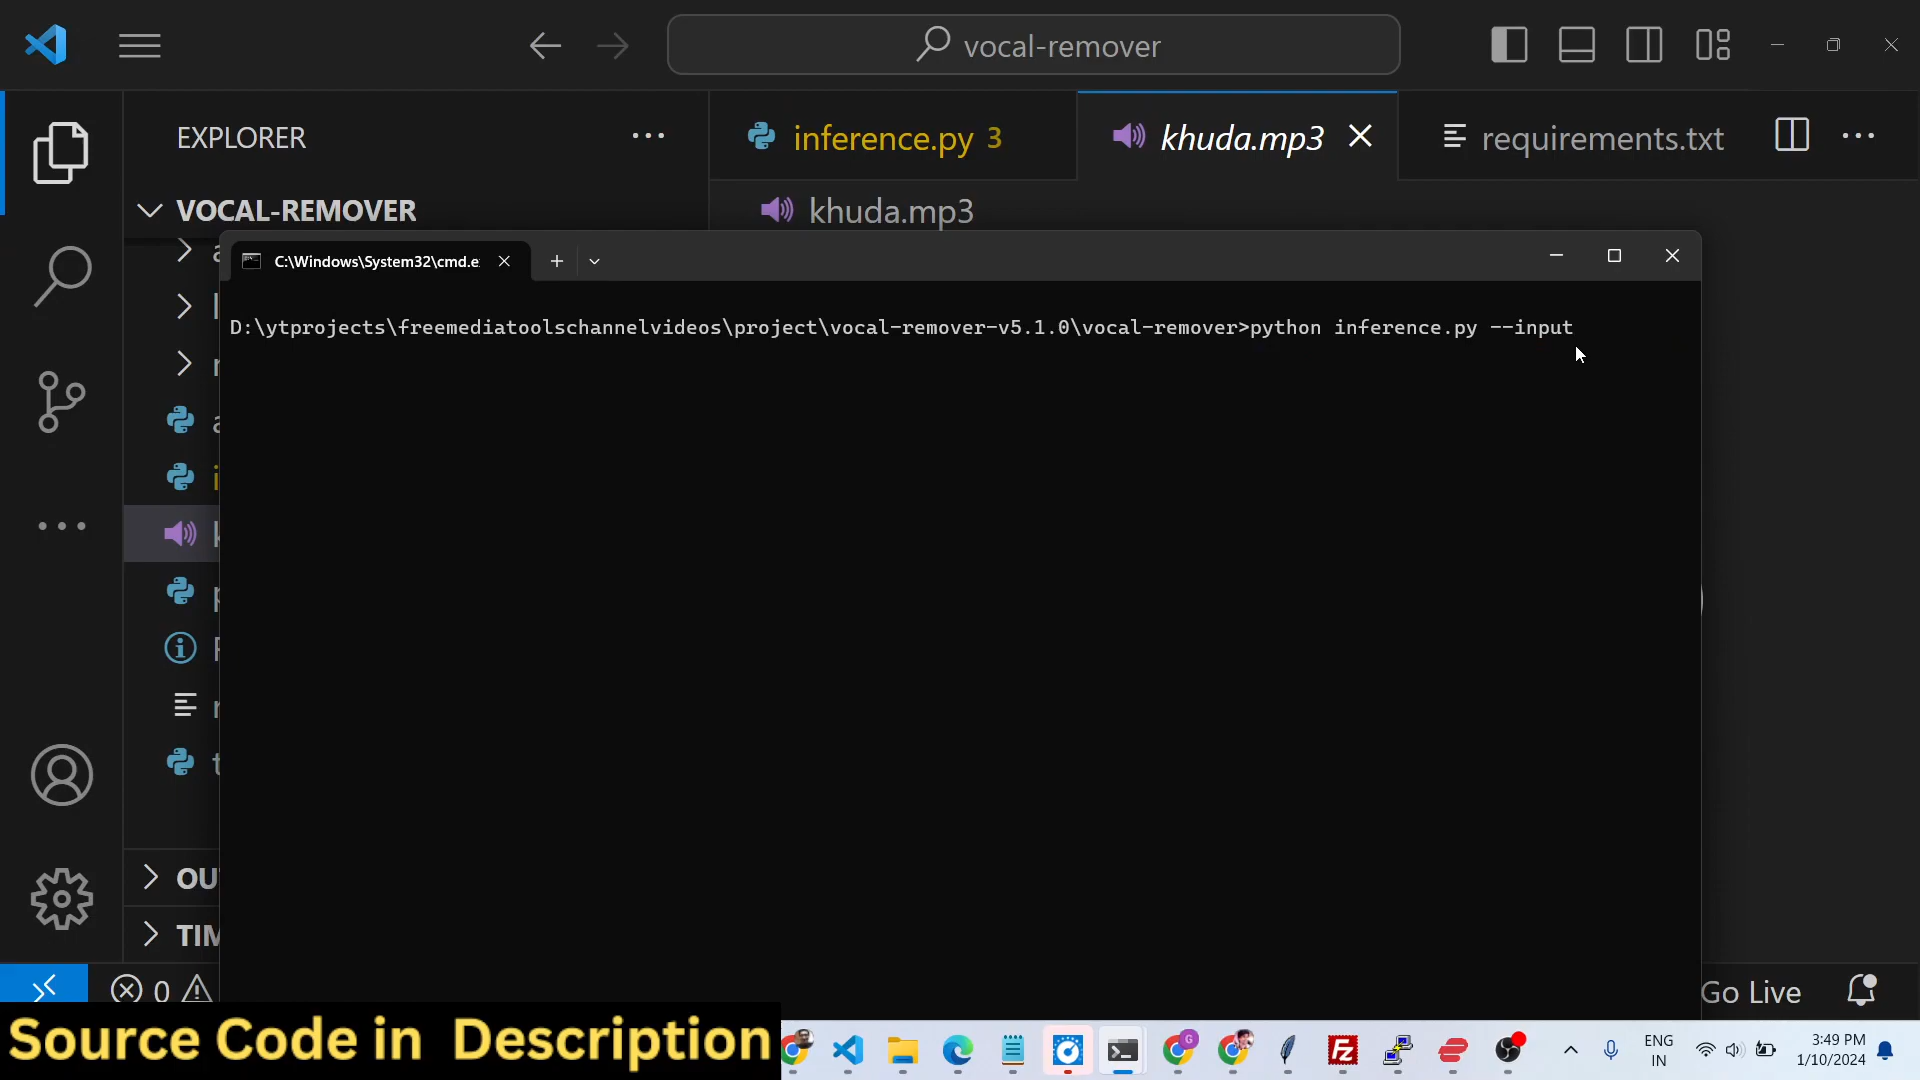 vocal-remover
EXPLORER
inference.py 3
khuda.mp3
requirements.txt
VOCAL-REMOVER
khuda.mp3
C:\Windows\System32\cmd.e
D:\ytprojects\freemediatoolschannelvideos\project\vocal-remover-v5.1.0\vocal-remover>python inference.py --input
OU
TIM
0
Go Live
Source Code in Description
ENG
IN
3:49 PM
1/10/2024